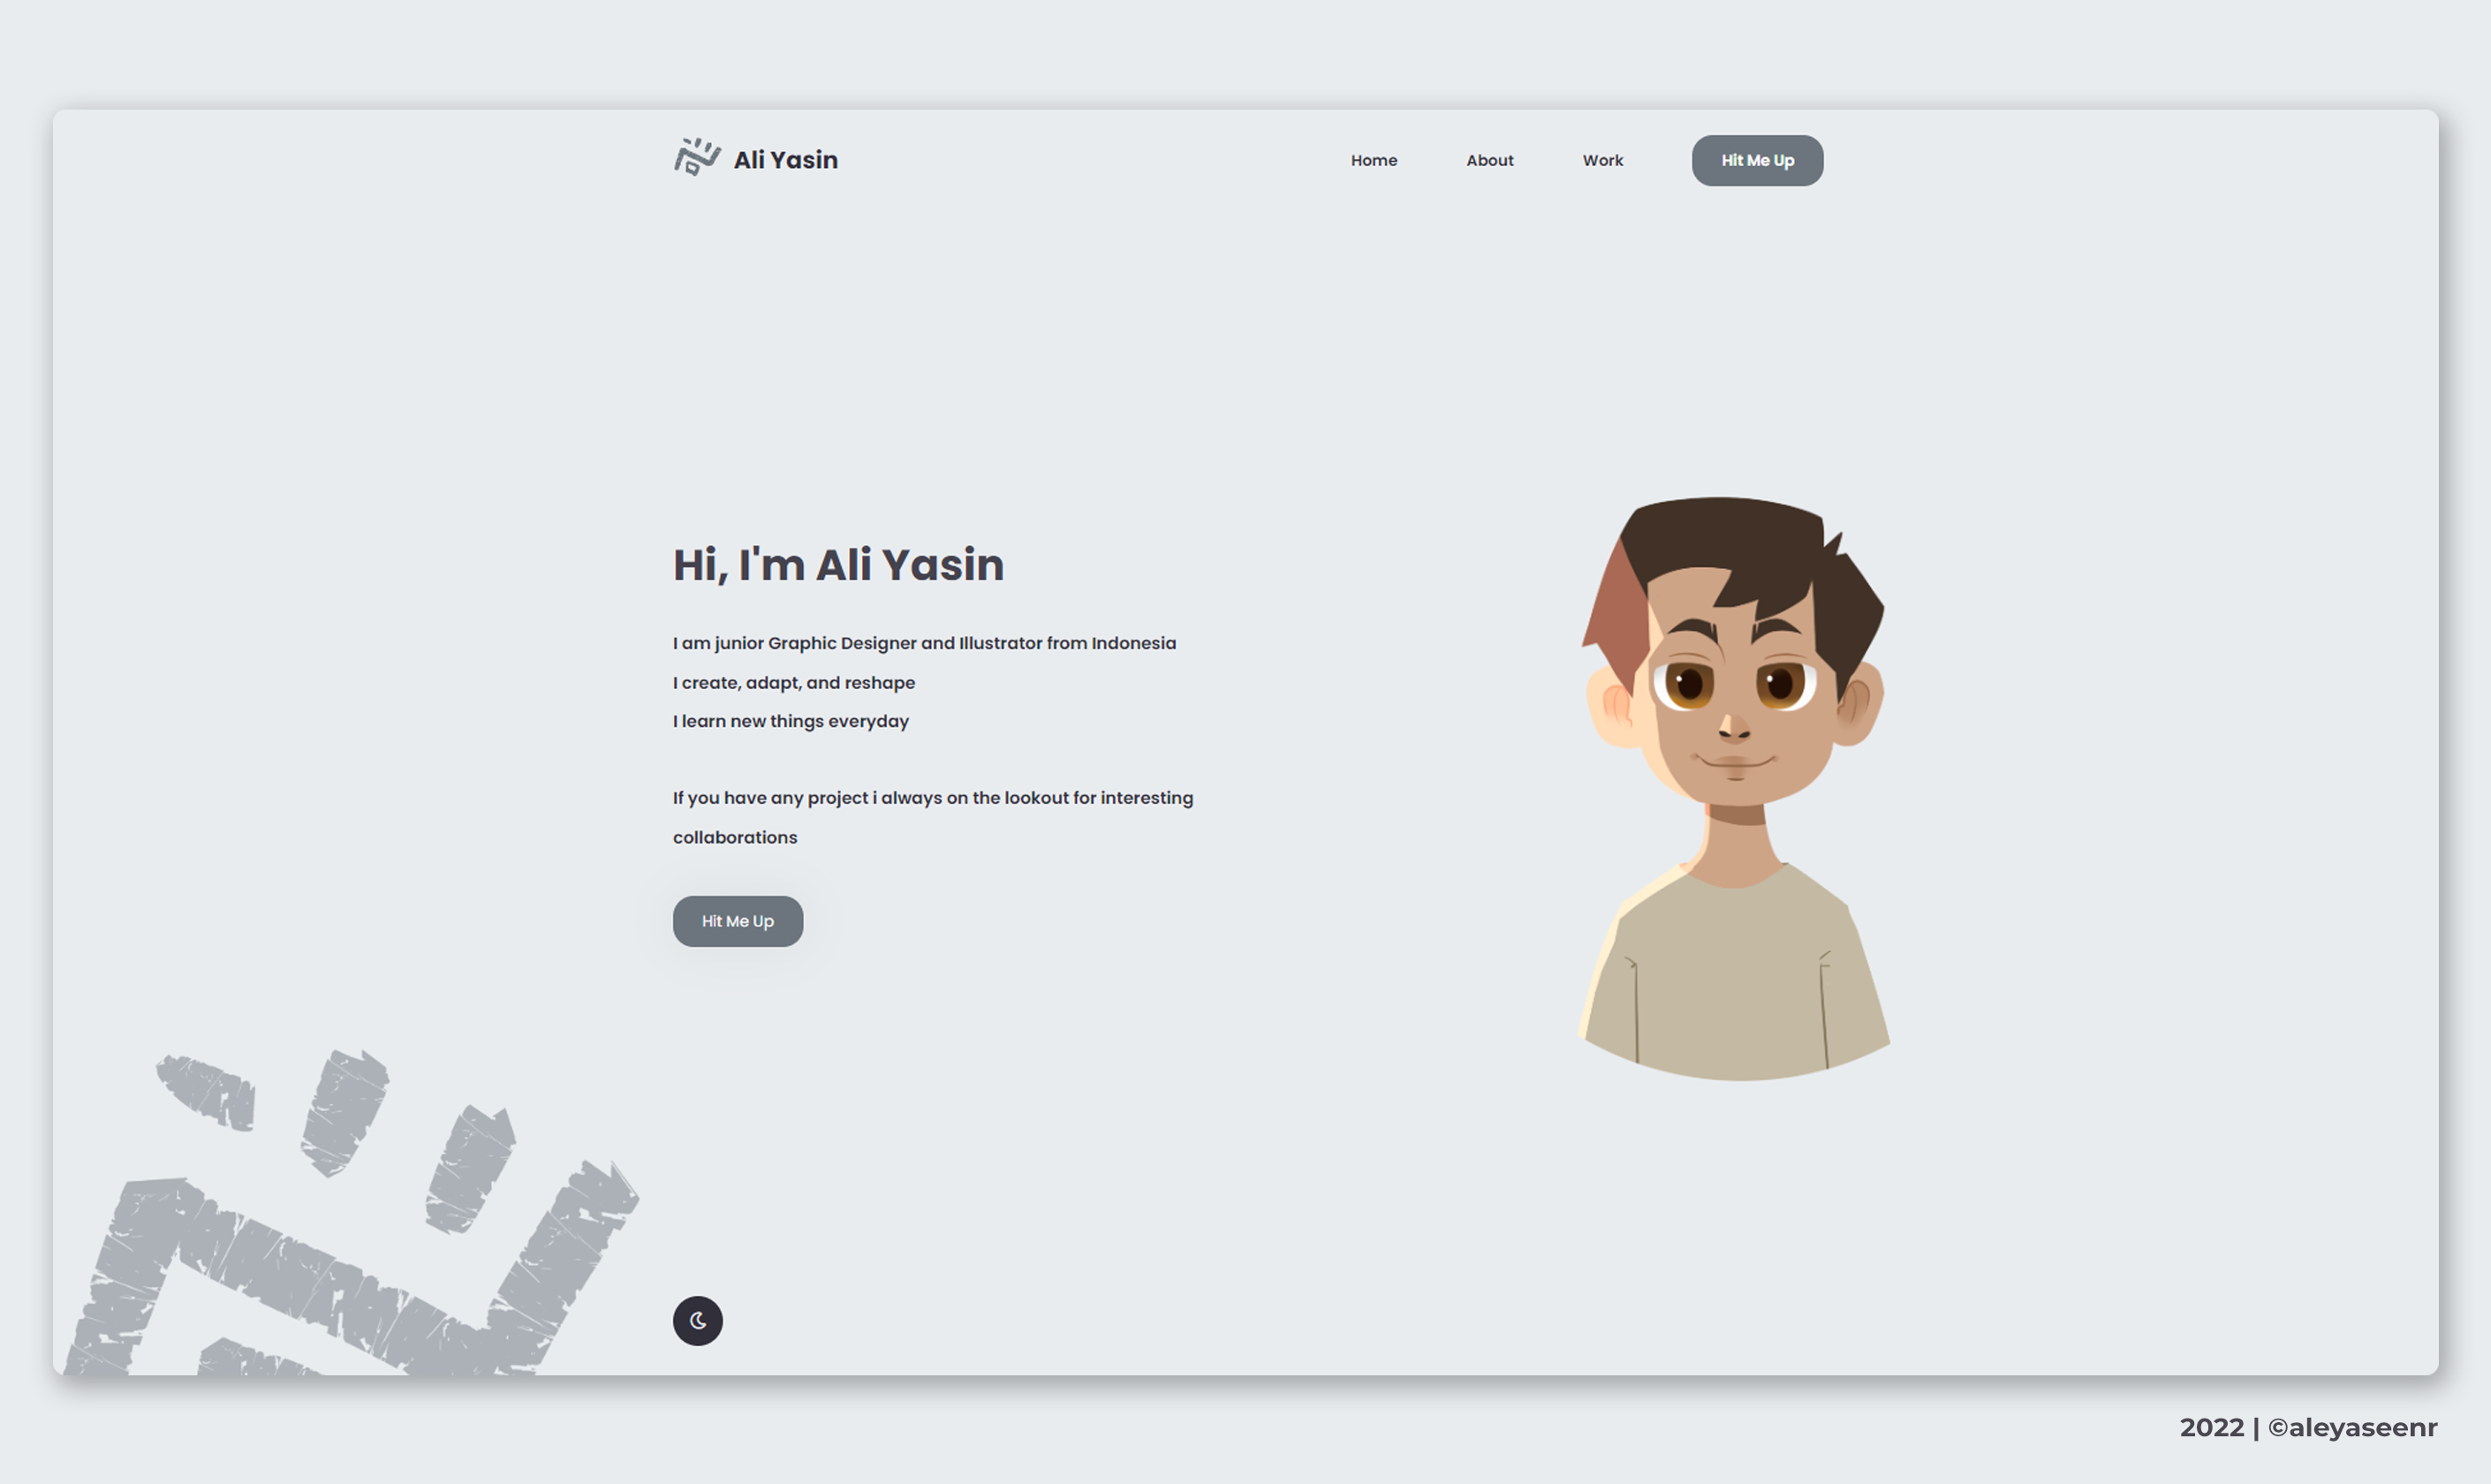 Ali Yasin
Home
About
Work
Hit Me Up
Hi, I'm Ali Yasin
I am junior Graphic Designer and Illustrator from Indonesia
I create, adapt, and reshape
I learn new things everyday
If you have any project i always on the lookout for interesting
collaborations
Hit Me Up
2022 | ©aleyaseenr